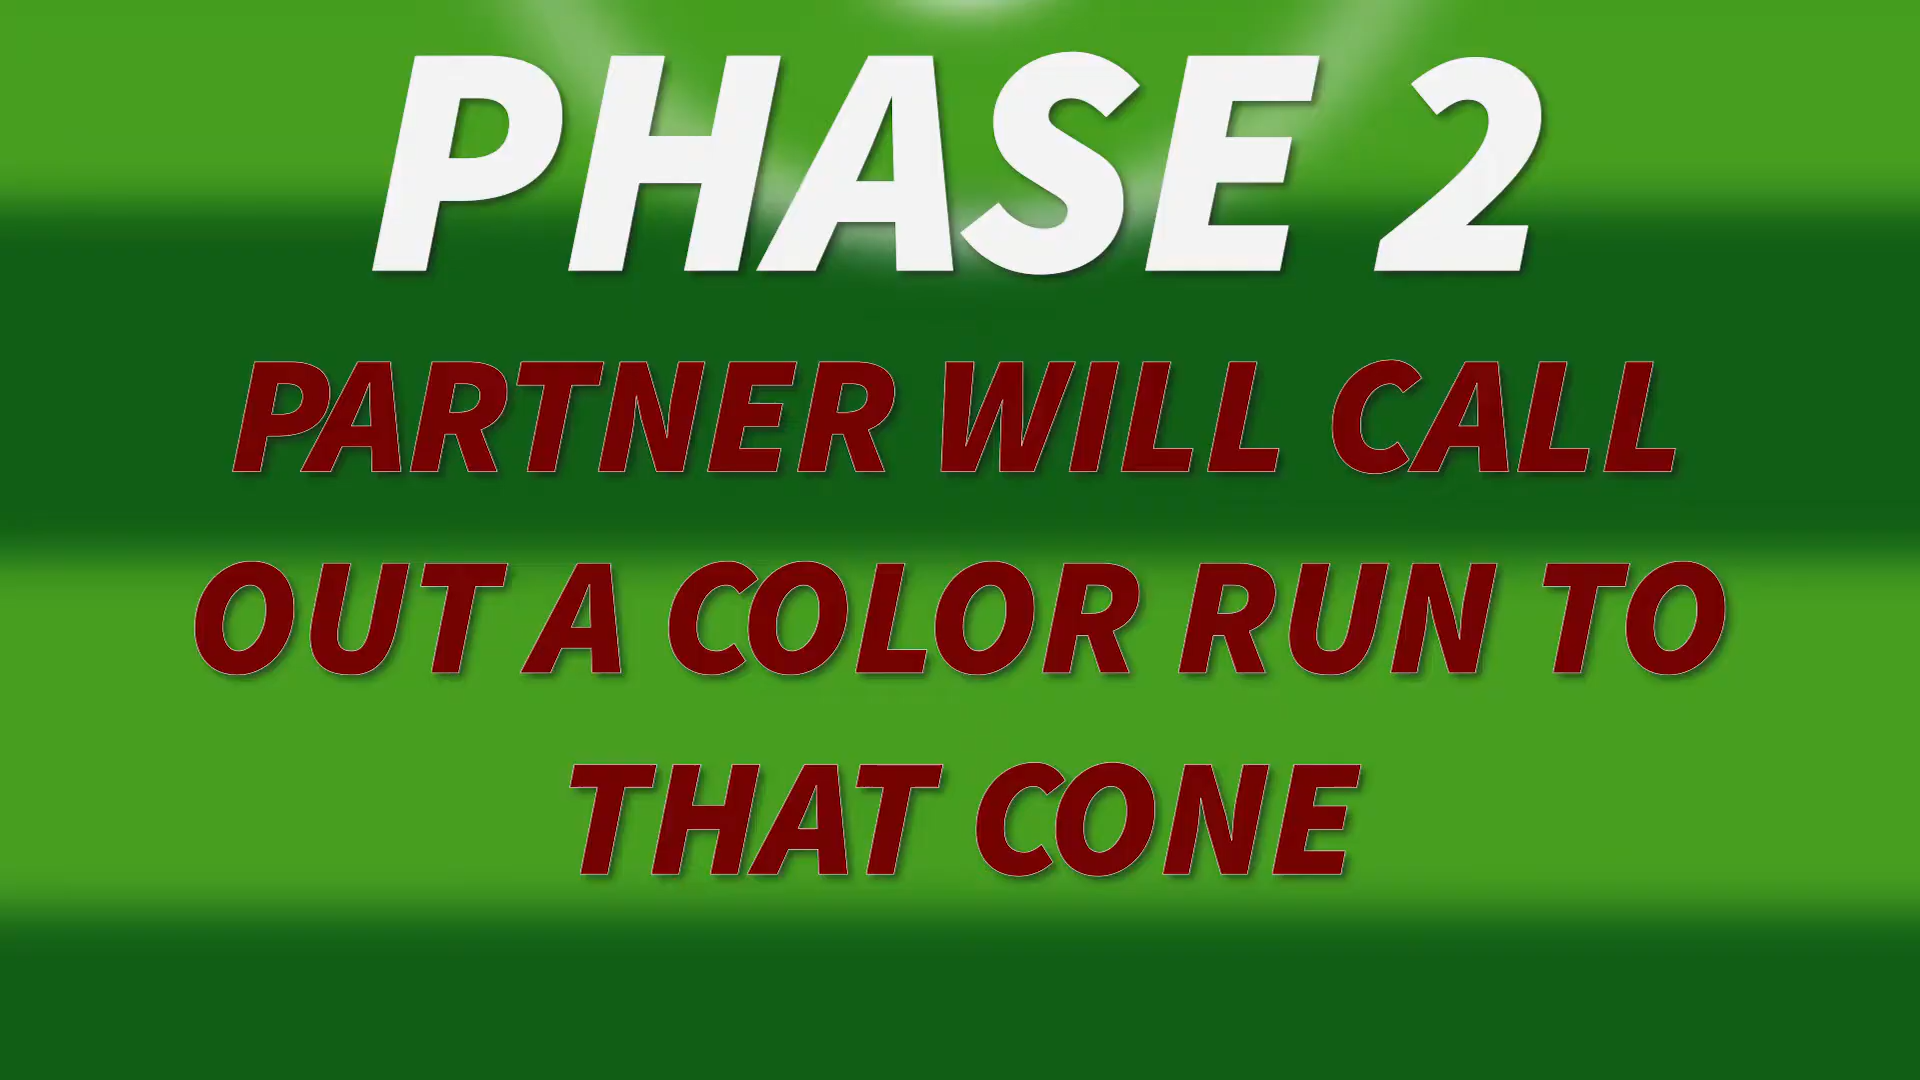 PHASE 2
PARTNER WILL CALL
OUT A COLOR RUN TO
THAT CONE